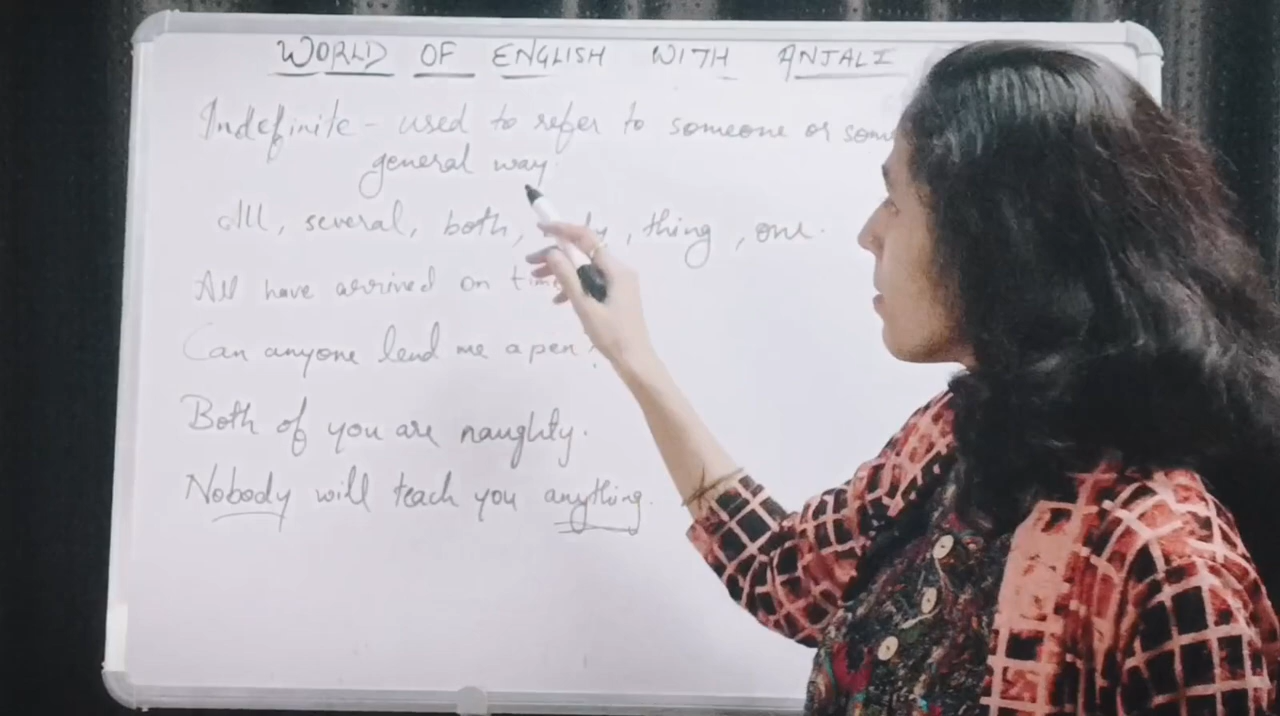 WORLD OF ENGLISH WITH ANJALI
Indefinite - used to refer to someone or
general way.
All, several, both, , thing, one.
All have arrived on
Can anyone lend me a pen?
Both of you are naughty.
Nobody will teach you anything.